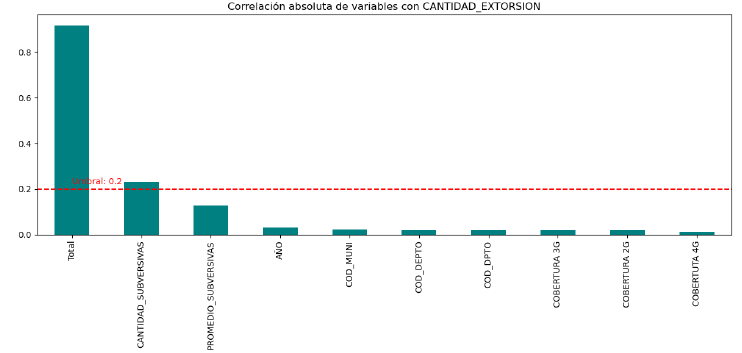 Correlación absoluta de variables con CANTIDAD_EXTORSION
0.8
0.6
0.4
Umbral: 0.2
0.2
0.0
Total
CANTIDAD_SUBVERSIVAS
PROMEDIO_SUBVERSIVAS
AÑO
COD_MUNI
COD_DEPTO
COD_DPTO
COBERTURA 3G
COBERTURA 2G
COBERTUTA 4G